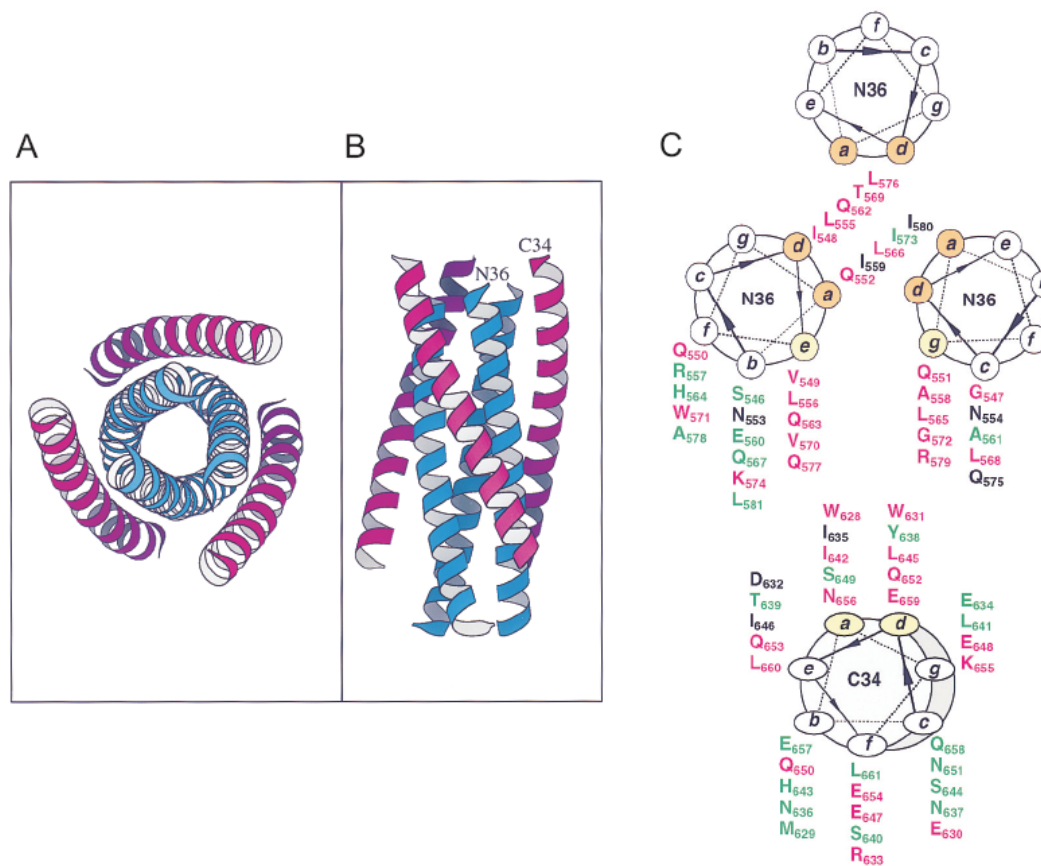 A
B
C
C34
N36
f
b
c
N36
e
g
a
d
L576
T569
Q562
L555
I548
I580
I573
L566
I559
Q552
g
d
c
N36
a
f
e
b
a
e
d
N36
g
f
c
Q550
R557
H564
W571
A578
S546
N553
E560
Q567
K574
L581
V549
L556
Q563
V570
Q577
Q551
A558
L565
G572
R579
G547
N554
A561
L568
Q575
W628
I635
I642
S649
N656
W631
Y638
L645
Q652
E659
D632
T639
I646
Q653
L660
E634
L641
E648
K655
a
d
e
g
C34
b
c
f
E657
Q650
H643
N636
M629
L661
E654
E647
S640
R633
Q658
N651
S644
N637
E630